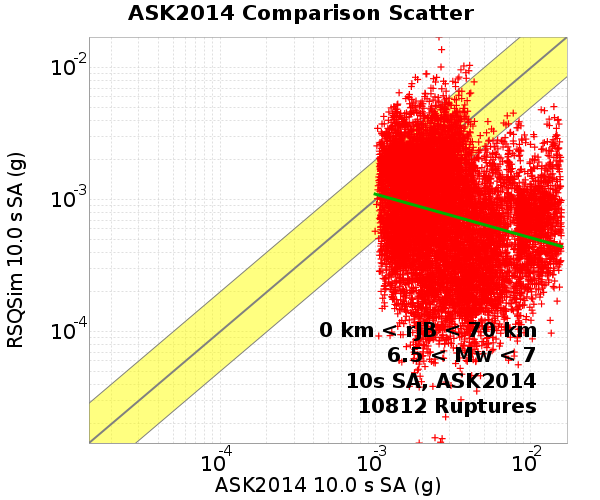 ASK2014 Comparison Scatter
RSQSim 10.0 s SA (g)
10-2
10-3
10-4
0 km < rJB < 70 km
6.5 < Mw < 7
10s SA, ASK2014
10812 Ruptures
10-4
10-3
10-2
ASK2014 10.0 s SA (g)